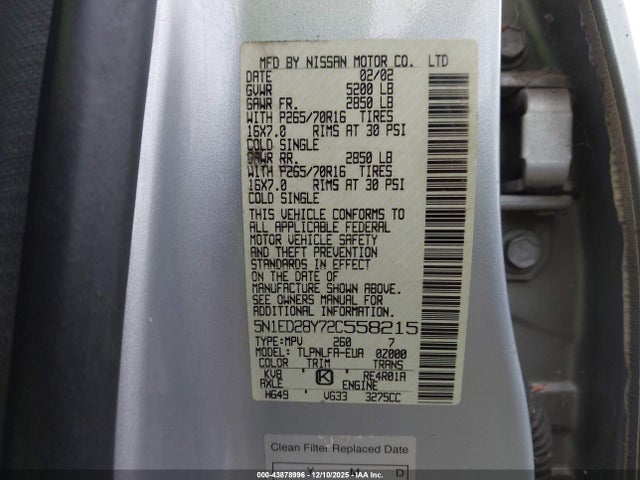 MFD BY NISSAN MOTOR CO. LTD
DATE 02/02
GVWR 5200 LB
GAWR FR. 2850 LB
WITH P265/70R16 TIRES
16X7.0 RIMS AT 30 PSI
COLD SINGLE
GAWR RR. 2850 LB
WITH P265/70R16 TIRES
16X7.0 RIMS AT 30 PSI
COLD SINGLE
THIS VEHICLE CONFORMS TO
ALL APPLICABLE FEDERAL
MOTOR VEHICLE SAFETY
AND THEFT PREVENTION
STANDARDS IN EFFECT
ON THE DATE OF
MANUFACTURE SHOWN ABOVE.
SEE OWNERS MANUAL FOR
ADDITIONAL INFORMATION.
5N1ED28Y72C558215
TYPE:MPV 260 7
MODEL: TLPNLFA-EUA 0Z000
COLOR TRIM TRANS
KV8 K RE4R01A
AXLE ENGINE
HG49 VG33 3275CC
Clean Filter Replaced Date
Y M D
000-43878996 • 12/10/2025 • IAA Inc.